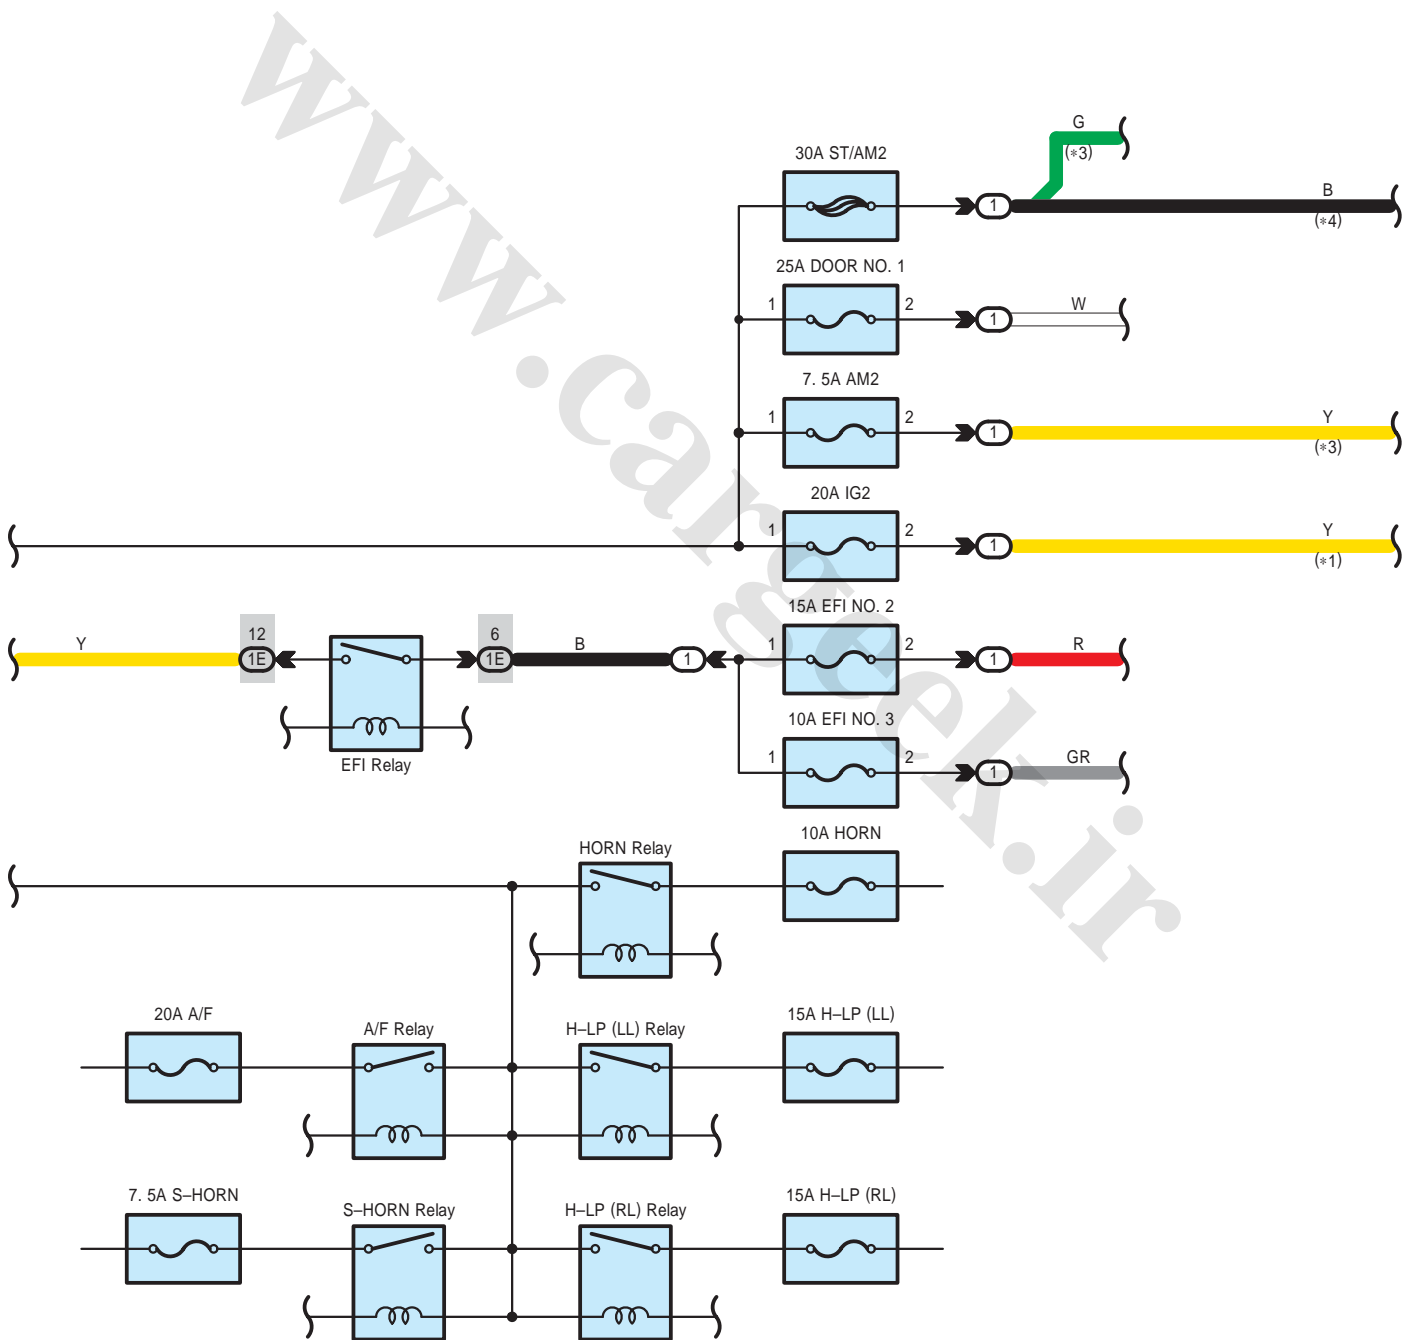 www.cargeek.ir
G
(*3)
30A ST/AM2
1
B
(*4)
25A DOOR NO. 1
1
2
1
W
7. 5A AM2
1
2
1
Y
(*3)
20A IG2
1
2
1
Y
(*1)
15A EFI NO. 2
Y
12
1E
6
1E
B
1
1
2
1
R
EFI Relay
10A EFI NO. 3
1
2
1
GR
HORN Relay
10A HORN
20A A/F
A/F Relay
H–LP (LL) Relay
15A H–LP (LL)
7. 5A S–HORN
S–HORN Relay
H–LP (RL) Relay
15A H–LP (RL)